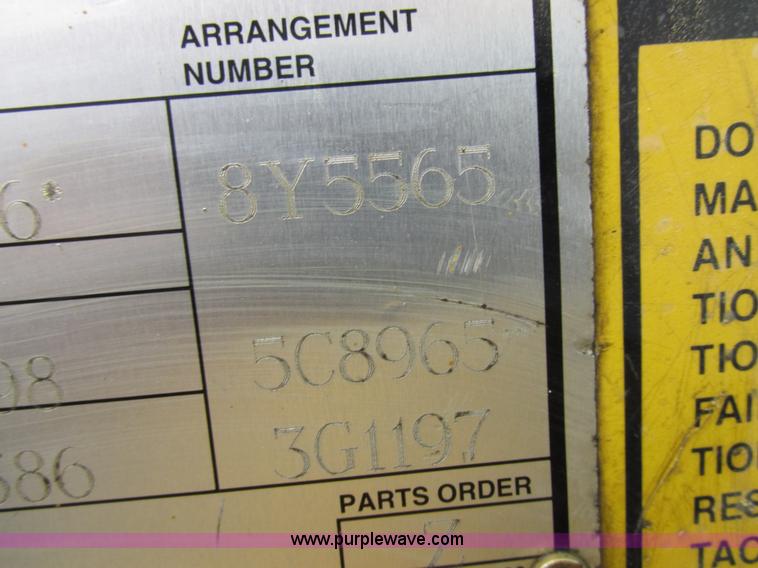 ARRANGEMENT
NUMBER
6* 8Y5565
98 5C8965
586 3G1197
PARTS ORDER
Z
www.purplewave.com
DO
MA
AN
TIO
TIO
FAI
TIO
RES
TAC